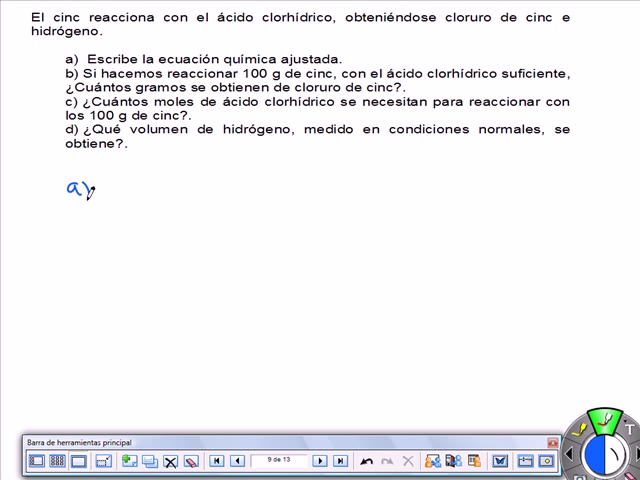 El cinc reacciona con el ácido clorhídrico, obteniéndose cloruro de cinc e
hidrógeno.
a) Escribe la ecuación química ajustada.
b) Si hacemos reaccionar 100 g de cinc, con el ácido clorhídrico suficiente,
¿Cuántos gramos se obtienen de cloruro de cinc?.
c) ¿Cuántos moles de ácido clorhídrico se necesitan para reaccionar con
los 100 g de cinc?.
d) ¿Qué volumen de hidrógeno, medido en condiciones normales, se
obtiene?.
a)
Barra de herramientas principal
9 de 13
T